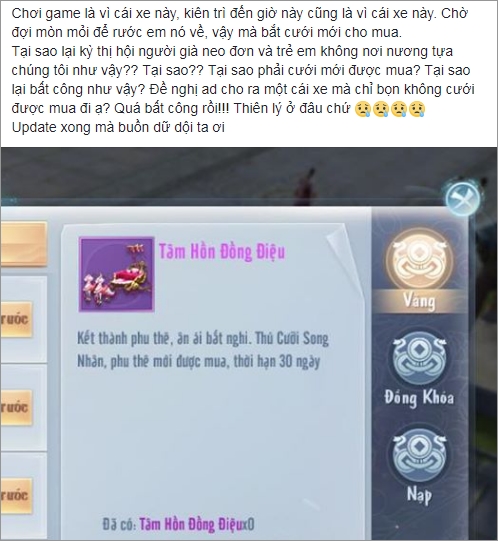 Chơi game là vì cái xe này, kiên trì đến giờ này cũng là vì cái xe này. Chờ
đợi mòn mỏi để rước em nó về, vậy mà bắt cưới mới cho mua.
Tại sao lại kỳ thị hội người già neo đơn và trẻ em không nơi nương tựa
chúng tôi như vậy?? Tại sao?? Tại sao phải cưới mới được mua? Tại sao
lại bất công như vậy? Đề nghị ad cho ra một cái xe mà chỉ bọn không cưới
được mua đi ạ? Quá bất công rồi!!! Thiên lý ở đâu chứ 😢😢😢😢
Update xong mà buồn dữ dội ta ơi
Tâm Hồn Đồng Điệu
Vàng
rước
Kết thành phu thê, ân ái bất nghi. Thú Cưỡi Song
Nhân, phu thê mới được mua, thời hạn 30 ngày
Đồng Khóa
rước
Nạp
rước
Đã có: Tâm Hồn Đồng Điệux0